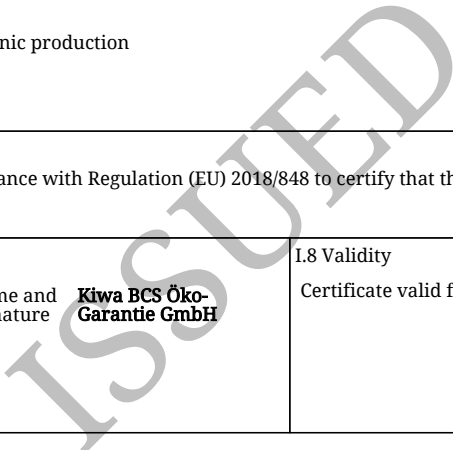 nic production
ance with Regulation (EU) 2018/848 to certify that th
I.8 Validity
me and Kiwa BCS Öko-
nature Garantie GmbH
Certificate valid f
ISSUED